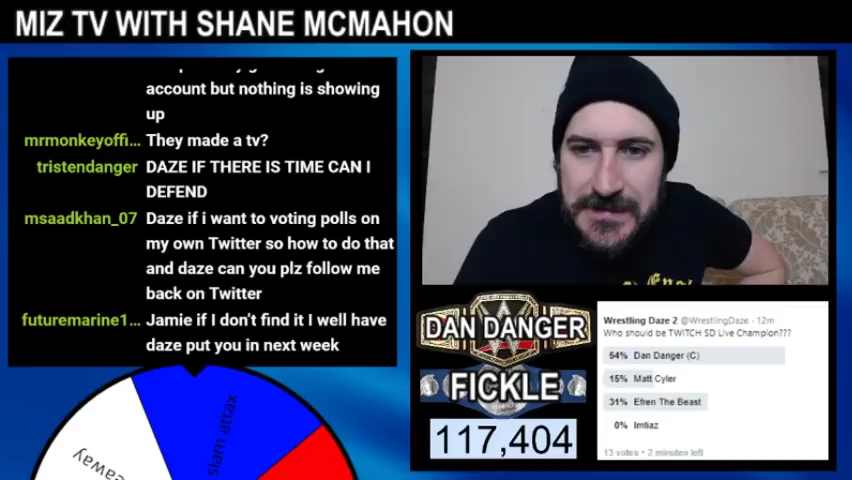 MIZ TV WITH SHANE MCMAHON
account but nothing is showing
up
mrmonkeyoffi... They made a tv?
tristendanger DAZE IF THERE IS TIME CAN I
DEFEND
msaadkhan_07 Daze if i want to voting polls on
my own Twitter so how to do that
and daze can you plz follow me
back on Twitter
futuremarine1... Jamie if I don't find it I well have
daze put you in next week
eaway
slam attax
DAN DANGER
FICKLE
117,404
Wrestling Daze 2 @WrestlingDaze · 12m
Who should be TWITCH SD Live Champion???
54% Dan Danger (C)
15% Matt Cyler
31% Efren The Beast
0% Imtiaz
13 votes • 2 minutes left